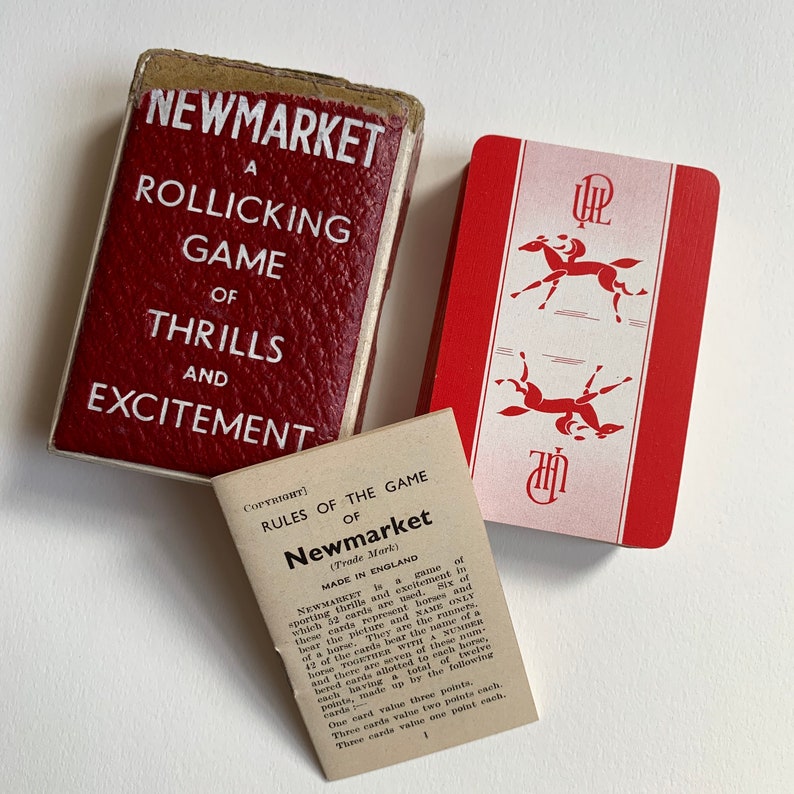 NEWMARKET
A
ROLLICKING
GAME
OF
THRILLS
AND
EXCITEMENT
COPYRIGHT]
RULES OF THE GAME
OF
Newmarket
(Trade Mark)
MADE IN ENGLAND
NEWMARKET is a game of
sporting thrills and excitement in
which 52 cards are used. Six of
these cards represent horses and
bear the picture and NAME ONLY
of a horse. They are the runners.
42 of the cards bear the name of a
horse TOGETHER WITH A NUMBER
and there are seven of these num-
bered cards allotted to each horse,
each having a total of twelve
points, made up by the following
cards :—
One card value three points.
Three cards value two points each.
Three cards value one point each.
1